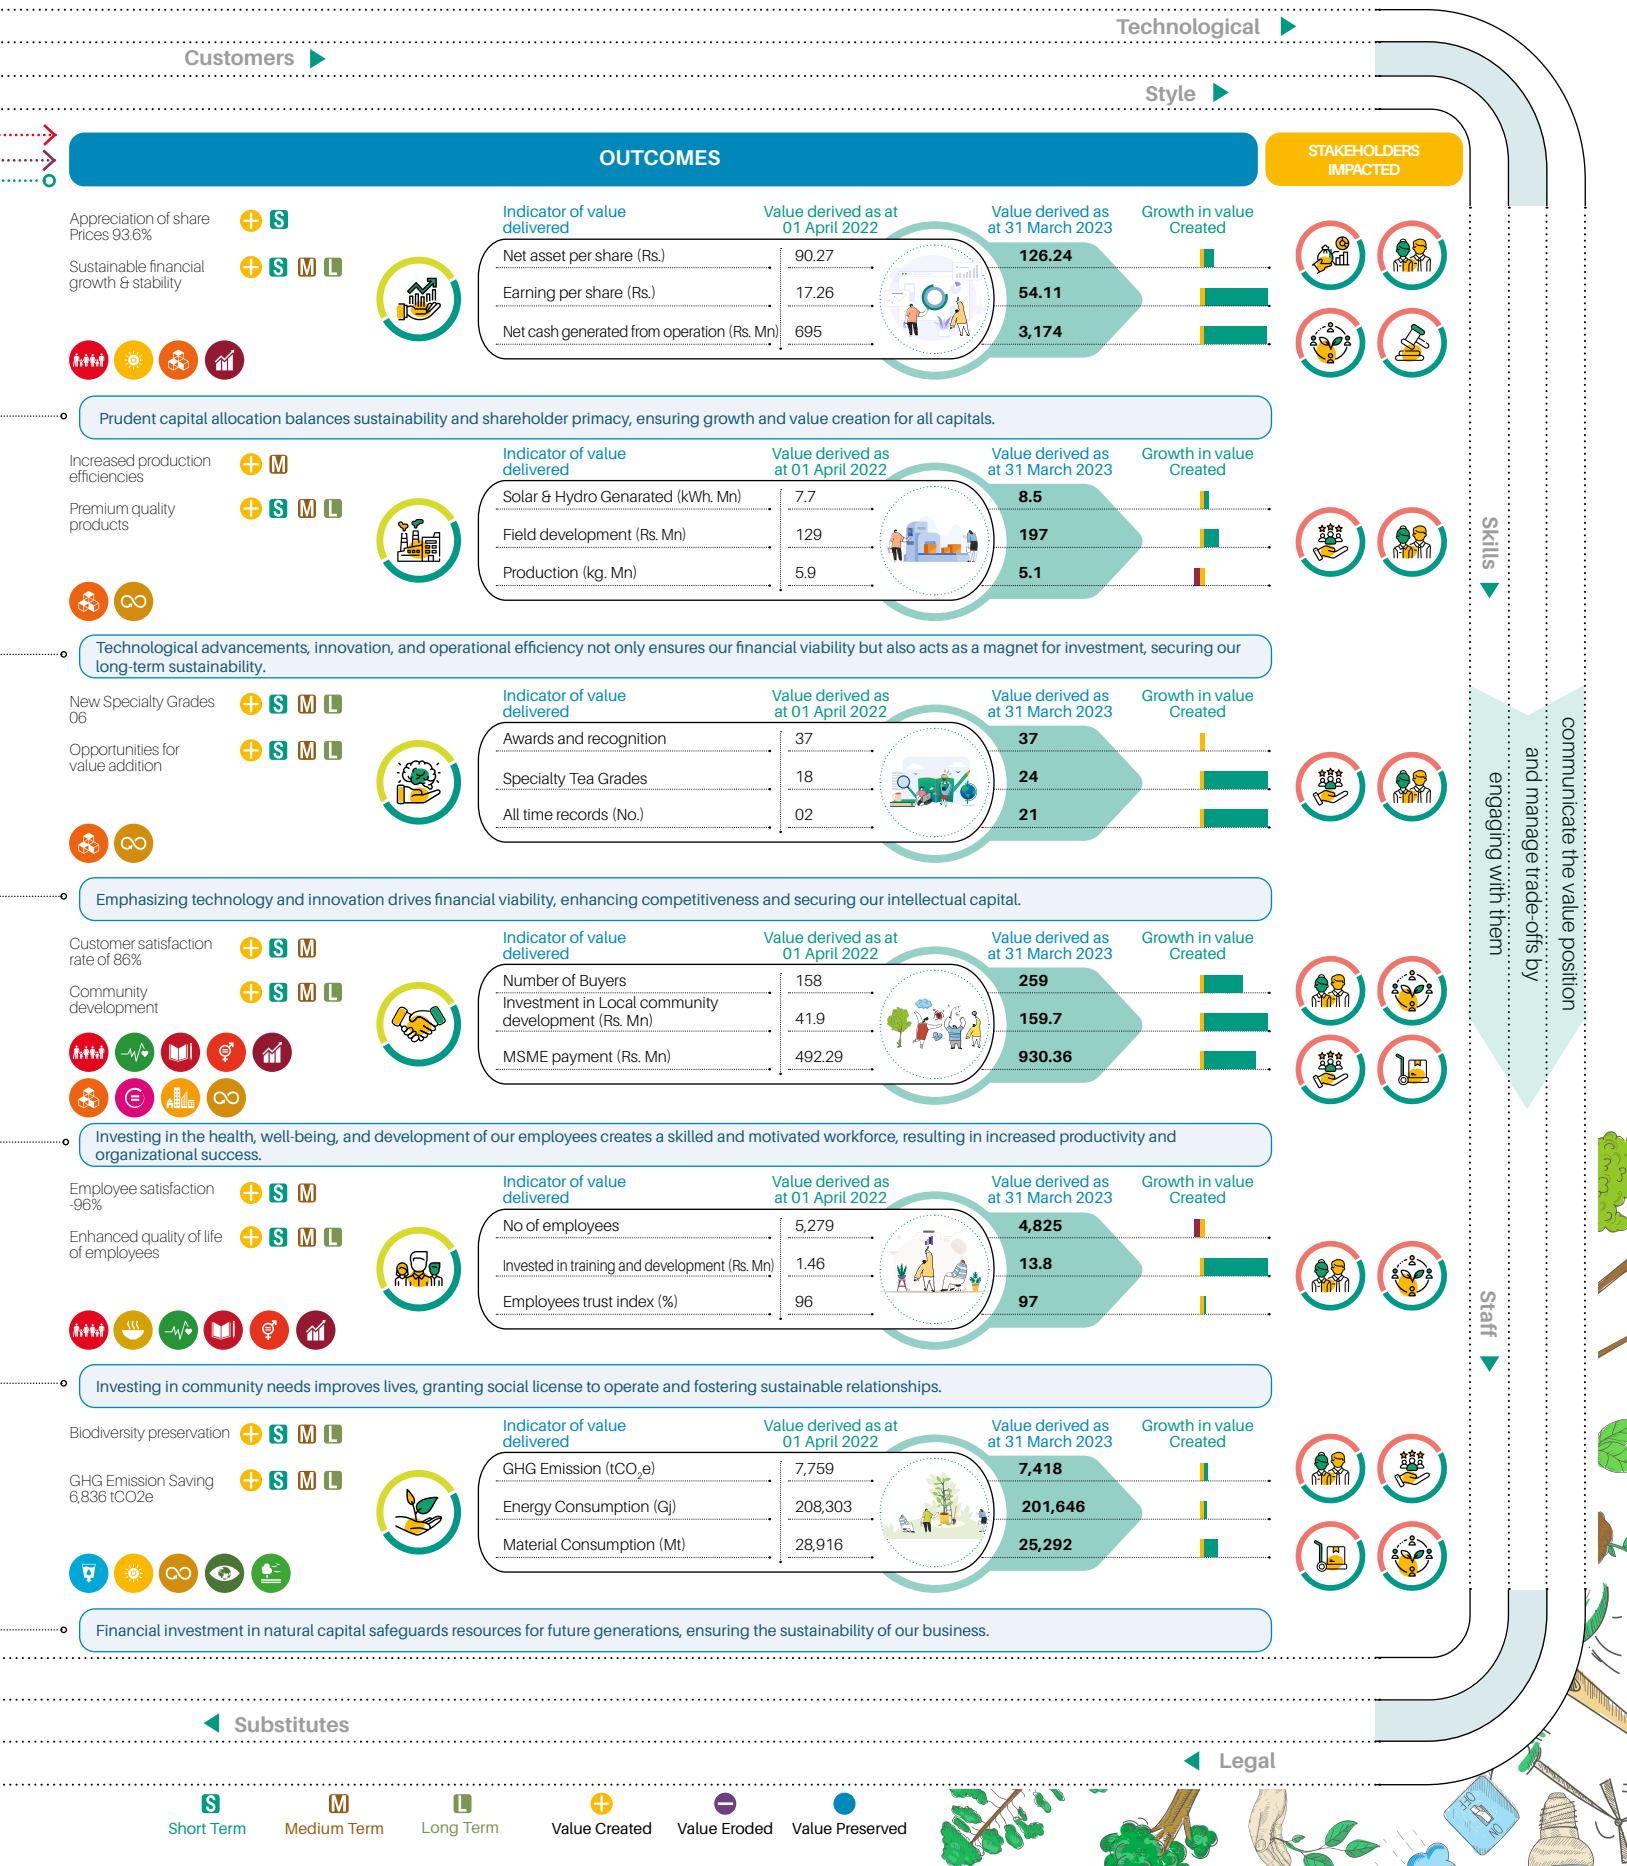 Technological
Customers
Style
OUTCOMES
STAKEHOLDERS
IMPACTED
Appreciation of share
Prices 93.6%
S
Sustainable financial
growth & stability
S M L
Indicator of value
delivered
Value derived as at
01 April 2022
Value derived as
at 31 March 2023
Growth in value
Created
Net asset per share (Rs.) 90.27 126.24
Earning per share (Rs.) 17.26 54.11
Net cash generated from operation (Rs. Mn) 695 3,174
Prudent capital allocation balances sustainability and shareholder primacy, ensuring growth and value creation for all capitals.
Increased production
efficiencies
M
Premium quality
products
S M L
Indicator of value
delivered
Value derived as
at 01 April 2022
Value derived as
at 31 March 2023
Growth in value
Created
Solar & Hydro Genarated (kWh. Mn) 7.7 8.5
Field development (Rs. Mn) 129 197
Production (kg. Mn) 5.9 5.1
Technological advancements, innovation, and operational efficiency not only ensures our financial viability but also acts as a magnet for investment, securing our
long-term sustainability.
New Specialty Grades
06
S M L
Opportunities for
value addition
S M L
Indicator of value
delivered
Value derived as
at 01 April 2022
Value derived as
at 31 March 2023
Growth in value
Created
Awards and recognition 37 37
Specialty Tea Grades 18 24
All time records (No.) 02 21
Emphasizing technology and innovation drives financial viability, enhancing competitiveness and securing our intellectual capital.
Customer satisfaction
rate of 86%
S M
Community
development
S M L
Indicator of value
delivered
Value derived as at
01 April 2022
Value derived as
at 31 March 2023
Growth in value
Created
Number of Buyers 158 259
Investment in Local community
development (Rs. Mn) 41.9 159.7
MSME payment (Rs. Mn) 492.29 930.36
Investing in the health, well-being, and development of our employees creates a skilled and motivated workforce, resulting in increased productivity and
organizational success.
Employee satisfaction
-96%
S M
Enhanced quality of life
of employees
S M L
Indicator of value
delivered
Value derived as
at 01 April 2022
Value derived as
at 31 March 2023
Growth in value
Created
No of employees 5,279 4,825
Invested in training and development (Rs. Mn) 1.46 13.8
Employees trust index (%) 96 97
Investing in community needs improves lives, granting social license to operate and fostering sustainable relationships.
Biodiversity preservation
S M L
GHG Emission Saving
6,836 tCO2e
S M L
Indicator of value
delivered
Value derived as at
01 April 2022
Value derived as
at 31 March 2023
Growth in value
Created
GHG Emission (tCO₂e) 7,759 7,418
Energy Consumption (Gj) 208,303 201,646
Material Consumption (Mt) 28,916 25,292
Financial investment in natural capital safeguards resources for future generations, ensuring the sustainability of our business.
Skills
communicate the value position
and manage trade-offs by
engaging with them
Staff
Substitutes
Legal
S
Short Term
M
Medium Term
L
Long Term
Value Created
Value Eroded
Value Preserved
OFF
ON